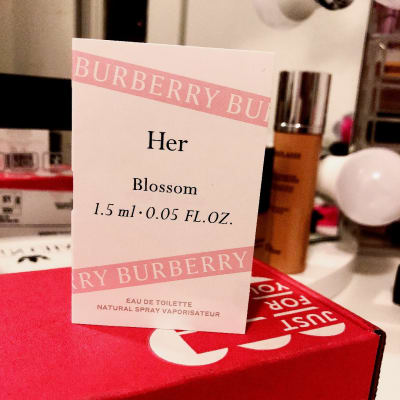 BURBERRY BU
Her
Blossom
1.5 ml·0.05 FL.OZ.
RY BURBERRY
EAU DE TOILETTE
NATURAL SPRAY VAPORISATEUR
JUST
FOR
YOU